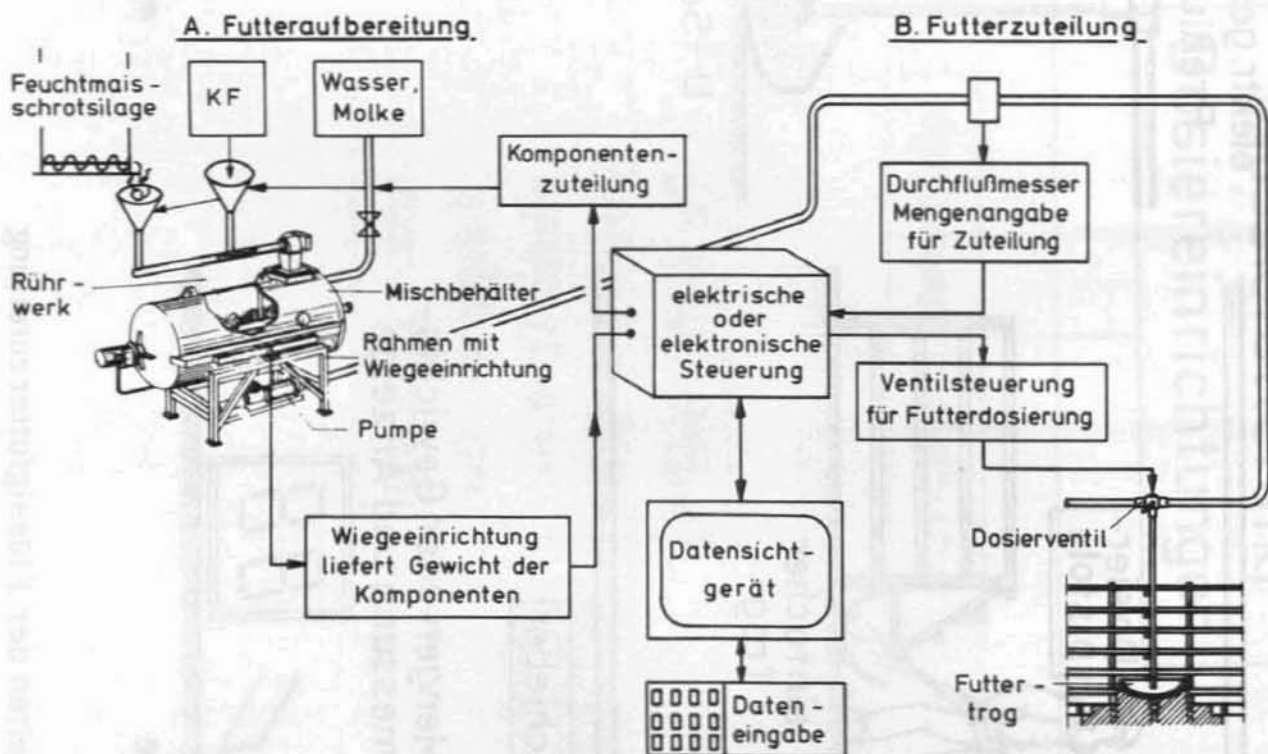 A. Futteraufbereitung
B. Futterzuteilung
Feuchtmais-
schrotsilage
KF
Wasser,
Molke
Komponenten-
zuteilung
Durchflußmesser
Mengenangabe
für Zuteilung
Rühr-
werk
Mischbehälter
Rahmen mit
Wiegeeinrichtung
Pumpe
elektrische
oder
elektronische
Steuerung
Ventilsteuerung
für Futterdosierung
Wiegeeinrichtung
liefert Gewicht der
Komponenten
Datensicht-
gerät
Dosierventil
Futter-
trog
Daten-
eingabe